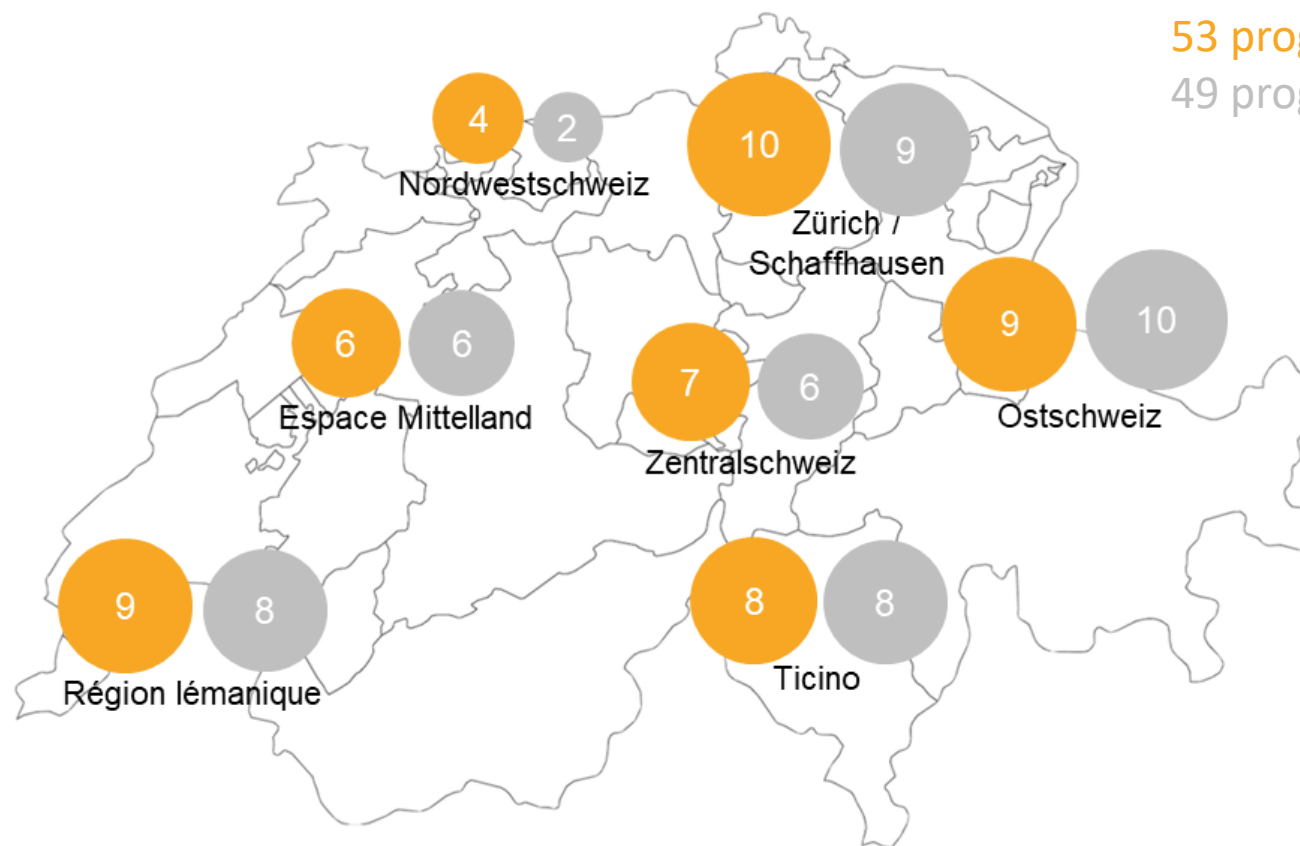 53 prog
49 prog
4 2
Nordwestschweiz
10 9
Zürich /
Schaffhausen
9 10
Ostschweiz
6 6
Espace Mittelland
7 6
Zentralschweiz
9 8
Région lémanique
8 8
Ticino